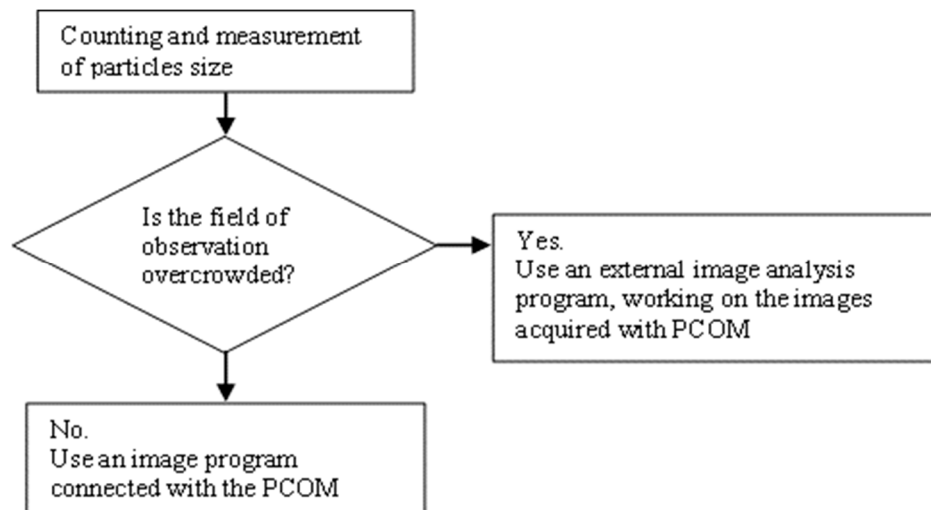 Counting and measurement
of particles size
Is the field of
observation
overcrowded?
Yes.
Use an external image analysis
program, working on the images
acquired with PCOM
No.
Use an image program
connected with the PCOM